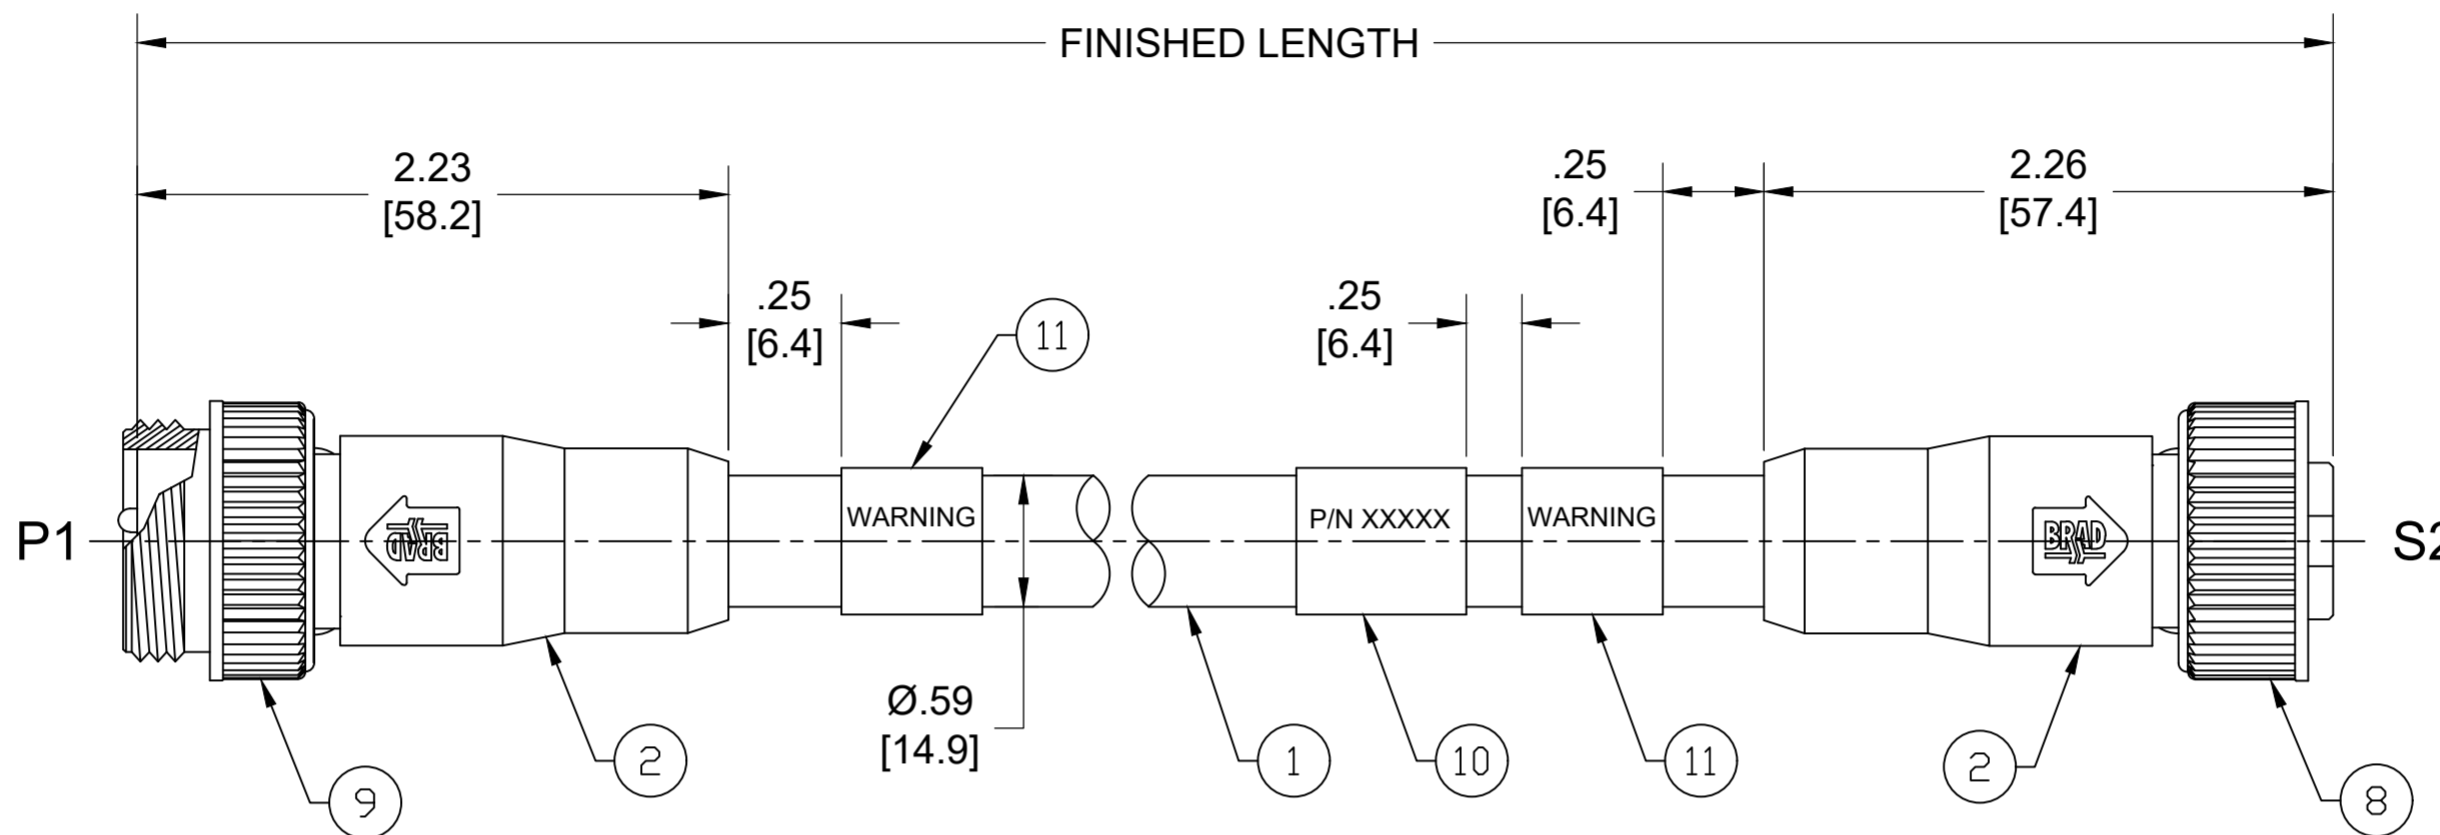 FINISHED LENGTH
2.23
[58.2]
.25
[6.4]
2.26
[57.4]
.25
[6.4]
11
.25
[6.4]
P1
BRAD
WARNING
P/N XXXXX
WARNING
BRAD
S2
Ø.59
[14.9]
9
2
1
10
11
2
8